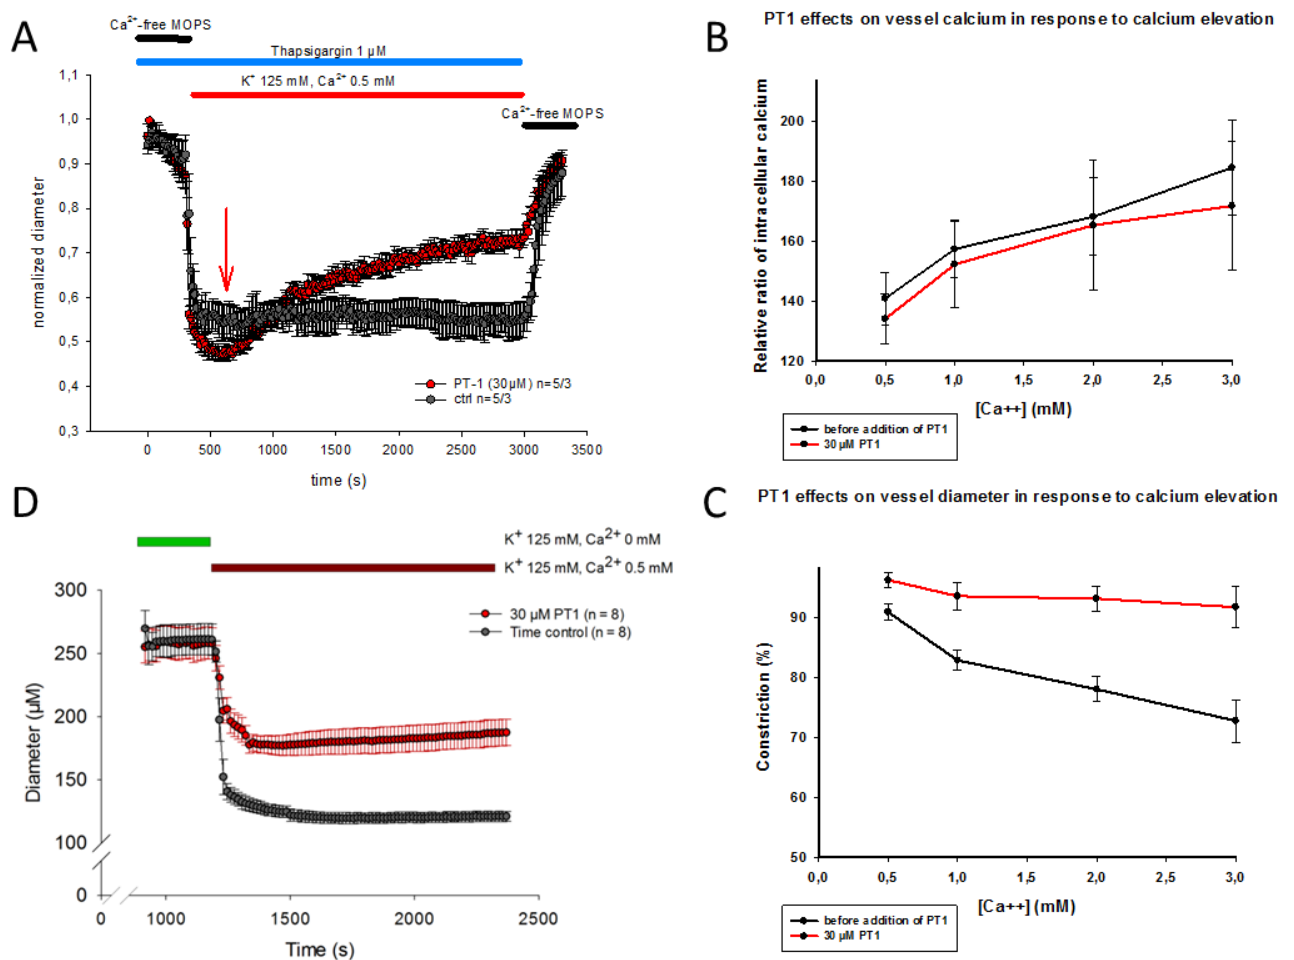 A
Ca2+-free MOPS
Thapsigargin 1 µM
K+ 125 mM, Ca2+ 0.5 mM
Ca2+-free MOPS
1,1
1,0
0,9
0,8
0,7
0,6
0,5
0,4
0,3
normalized diameter
PT-1 (30µM) n=5/3
ctrl n=5/3
0 500 1000 1500 2000 2500 3000 3500
time (s)
B
PT1 effects on vessel calcium in response to calcium elevation
200
180
160
140
120
Relative ratio of intracellular calcium
0,0 0,5 1,0 1,5 2,0 2,5 3,0
[Ca++] (mM)
before addition of PT1
30 µM PT1
D
K+ 125 mM, Ca2+ 0 mM
K+ 125 mM, Ca2+ 0.5 mM
300
250
200
150
100
0
Diameter (µM)
30 µM PT1 (n = 8)
Time control (n = 8)
0 1000 1500 2000 2500
Time (s)
C
PT1 effects on vessel diameter in response to calcium elevation
90
80
70
60
50
Constriction (%)
0,0 0,5 1,0 1,5 2,0 2,5 3,0
[Ca++] (mM)
before addition of PT1
30 µM PT1